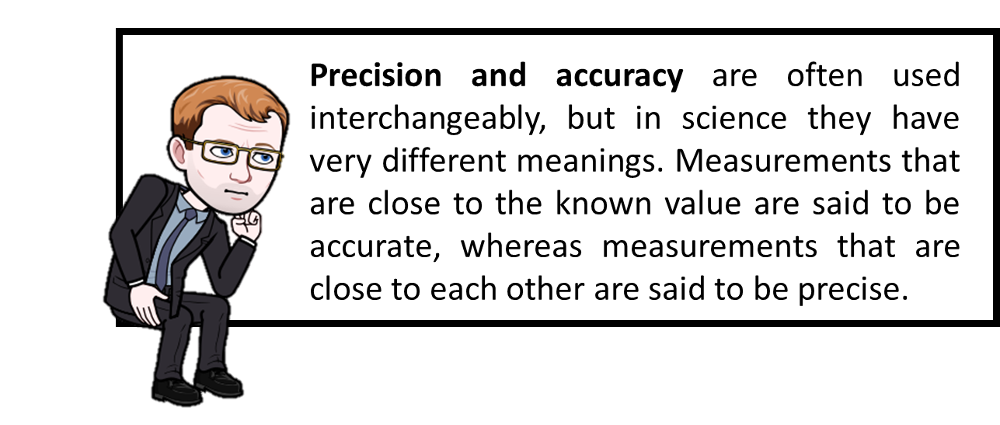 Precision and accuracy are often used
interchangeably, but in science they have
very different meanings. Measurements that
are close to the known value are said to be
accurate, whereas measurements that are
close to each other are said to be precise.